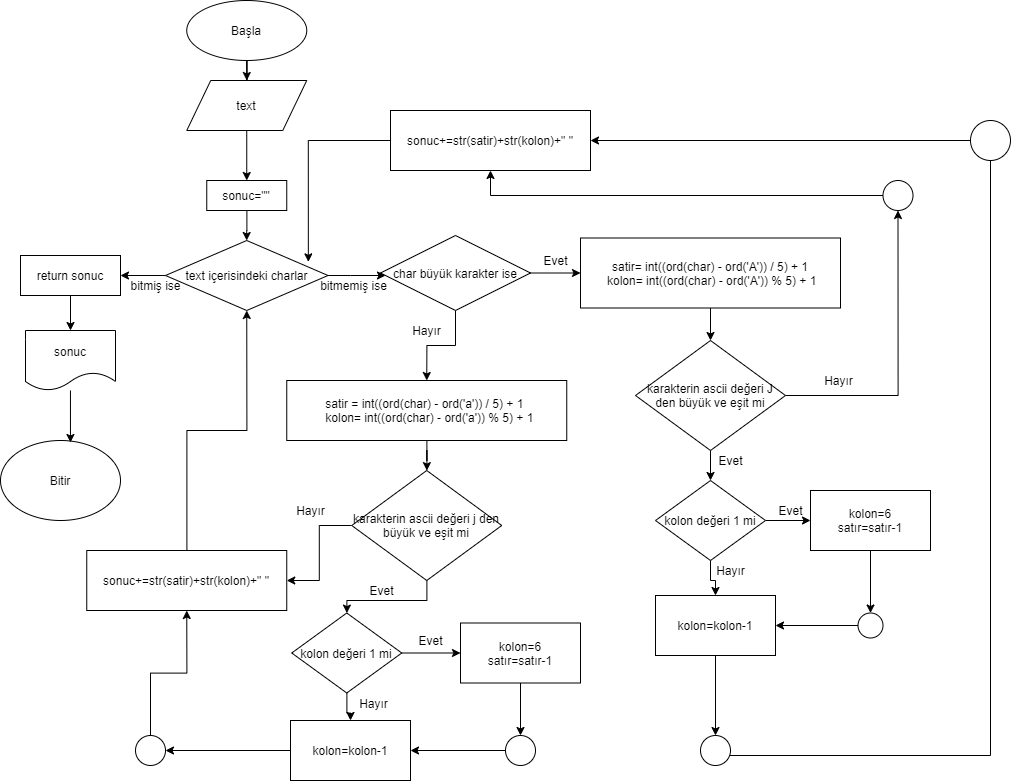 Başla
text
sonuc=""
sonuc+=str(satir)+str(kolon)+" "
return sonuc
bitmiş ise
text içerisindeki charlar
bitmemiş ise
char büyük karakter ise
Evet
satir= int((ord(char) - ord('A')) / 5) + 1
kolon= int((ord(char) - ord('A')) % 5) + 1
sonuc
Bitir
Hayır
satir = int((ord(char) - ord('a')) / 5) + 1
kolon= int((ord(char) - ord('a')) % 5) + 1
karakterin ascii değeri J
den büyük ve eşit mi
Hayır
Evet
kolon değeri 1 mi
Evet
kolon=6
satır=satır-1
Hayır
kolon=kolon-1
karakterin ascii değeri j den
büyük ve eşit mi
Hayır
sonuc+=str(satir)+str(kolon)+" "
Evet
kolon değeri 1 mi
Evet
kolon=6
satır=satır-1
Hayır
kolon=kolon-1